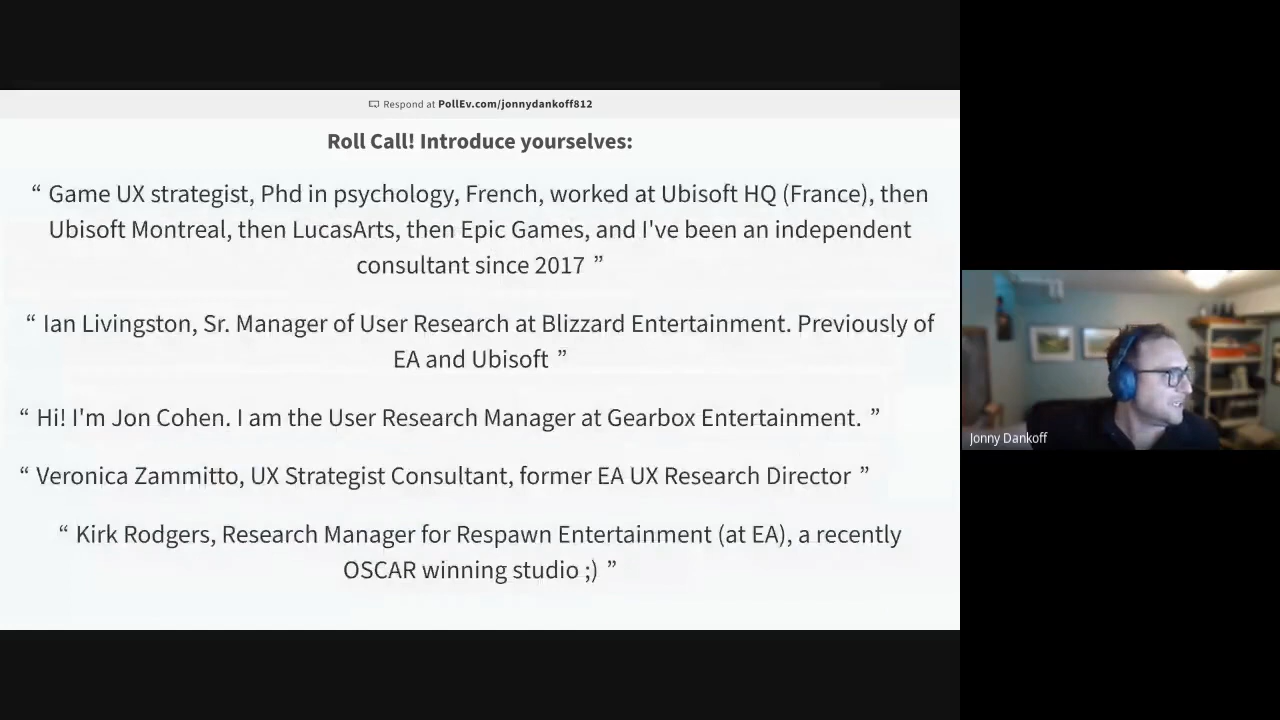 Respond at PollEv.com/jonnydankoff812
Roll Call! Introduce yourselves:
“ Game UX strategist, Phd in psychology, French, worked at Ubisoft HQ (France), then
Ubisoft Montreal, then LucasArts, then Epic Games, and I've been an independent
consultant since 2017 ”
“ Ian Livingston, Sr. Manager of User Research at Blizzard Entertainment. Previously of
EA and Ubisoft ”
“ Hi! I'm Jon Cohen. I am the User Research Manager at Gearbox Entertainment. ”
“ Veronica Zammitto, UX Strategist Consultant, former EA UX Research Director ”
“ Kirk Rodgers, Research Manager for Respawn Entertainment (at EA), a recently
OSCAR winning studio ;) ”
Jonny Dankoff